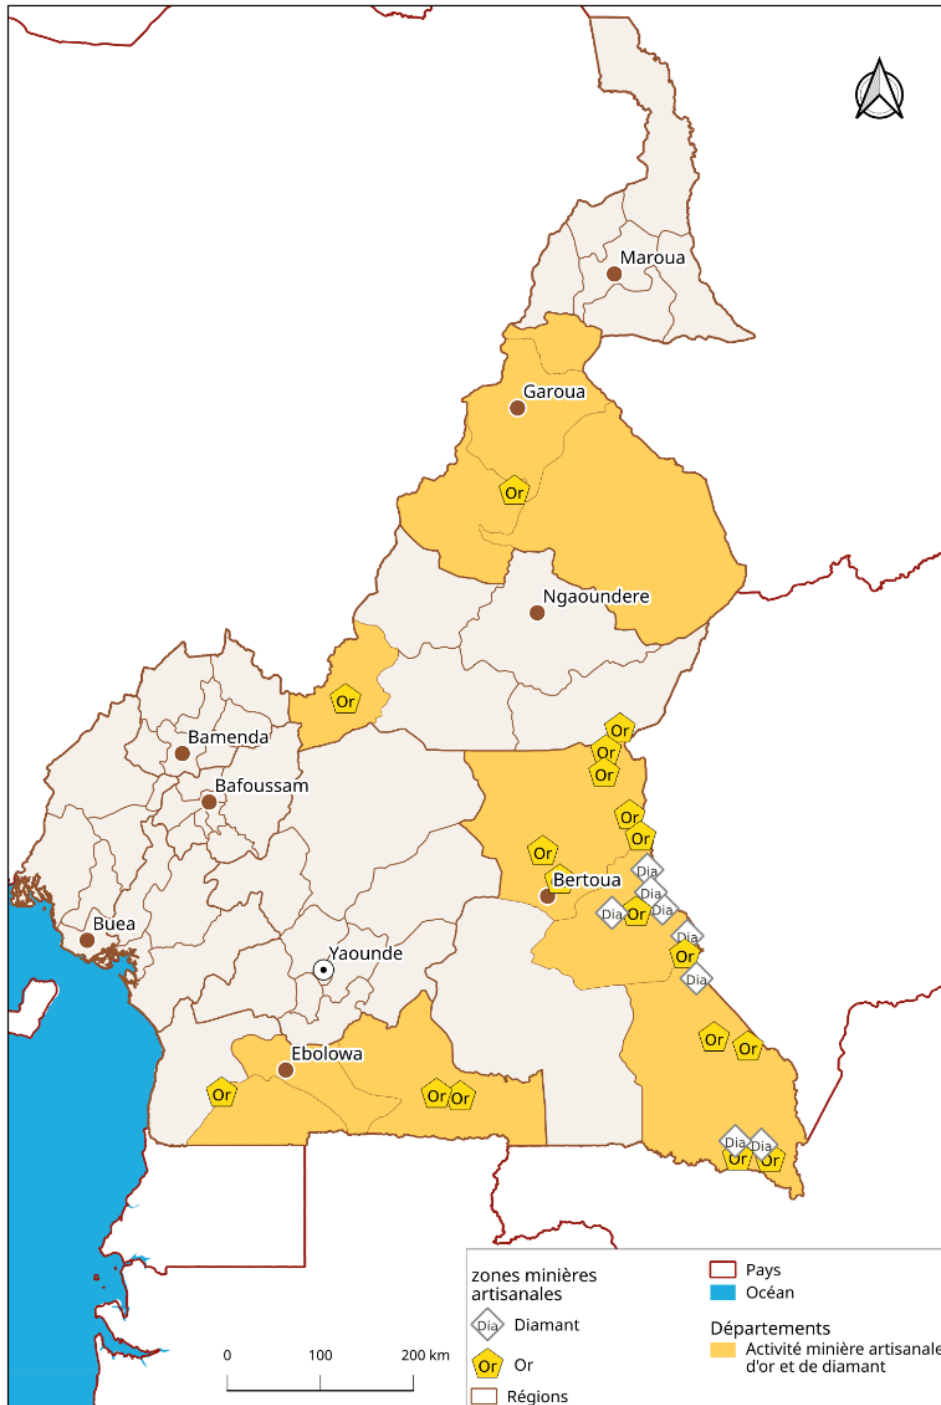 Maroua
Garoua
Or
Ngaoundere
Or
Or
Bamenda
Or
Or
Bafoussam
Or
Or
Or
Dia
Bertoua
Dia
Dia
Or
Dia
Buea
Dia
Yaounde
Or
Dia
Or
Or
Ebolowa
Or
Or
Or
Dia
Dia
Or
Or
zones minières
artisanales
Dia
Diamant
Or
Or
Régions
0
100
200 km
Pays
Océan
Départements
Activité minière artisanale
d'or et de diamant